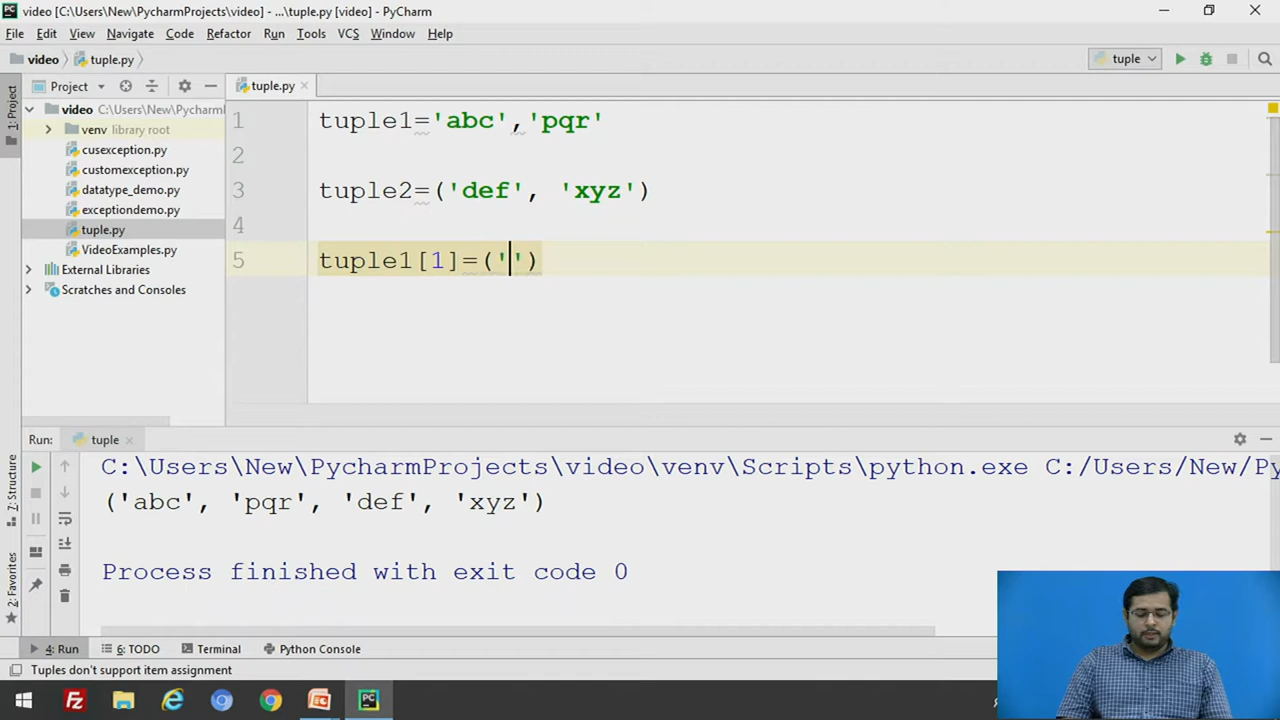 video [C:\Users\New\PycharmProjects\video] - ...\tuple.py [video] - PyCharm
File Edit View Navigate Code Refactor Run Tools VCS Window Help
video tuple.py tuple
1: Project
Project
tuple.py
video C:\Users\New\Pycharm
venv library root
cusexception.py
customexception.py
datatype_demo.py
exceptiondemo.py
tuple.py
VideoExamples.py
External Libraries
Scratches and Consoles
1 tuple1='abc','pqr'
2
3 tuple2=('def', 'xyz')
4
5 tuple1[1]=('')
Run: tuple
7: Structure
2: Favorites
C:\Users\New\PycharmProjects\video\venv\Scripts\python.exe C:/Users/New/Py
('abc', 'pqr', 'def', 'xyz')
Process finished with exit code 0
4: Run 6: TODO Terminal Python Console
Tuples don't support item assignment